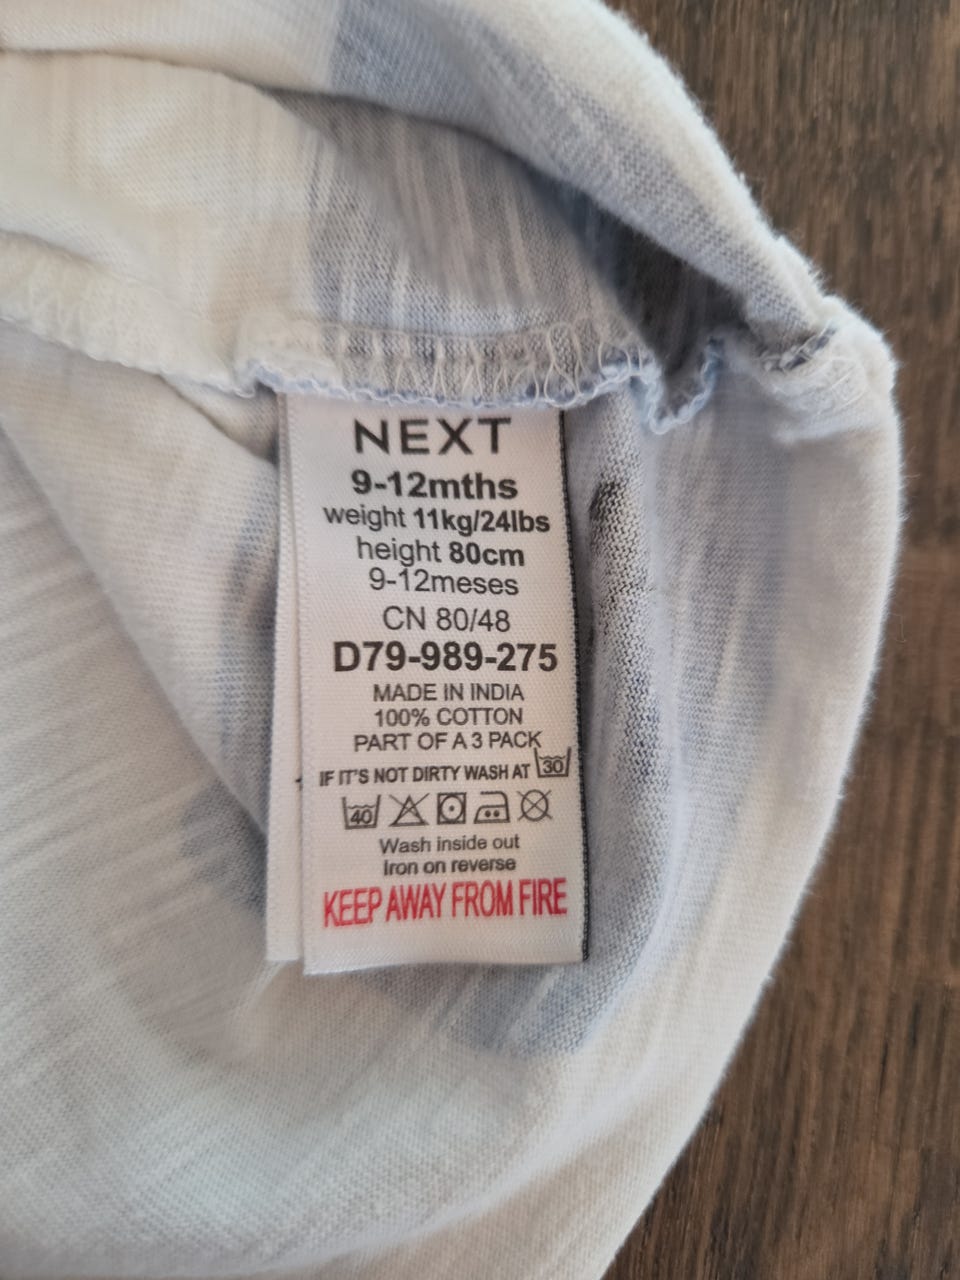 NEXT
9-12mths
weight 11kg/24lbs
height 80cm
9-12meses
CN 80/48
D79-989-275
MADE IN INDIA
100% COTTON
PART OF A 3 PACK
IF IT'S NOT DIRTY WASH AT 30
40
Wash inside out
Iron on reverse
KEEP AWAY FROM FIRE